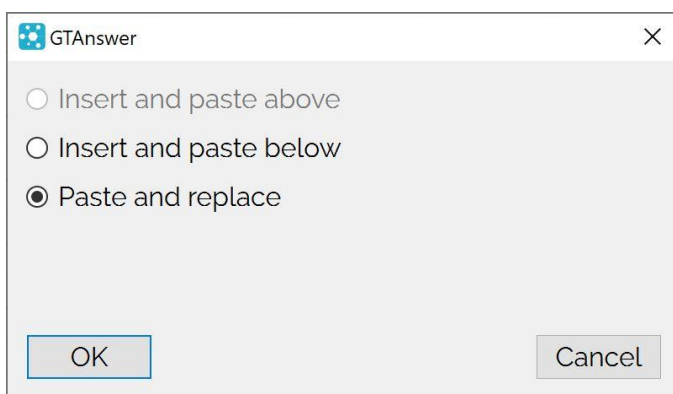 GTAnswer
Insert and paste above
Insert and paste below
Paste and replace
OK Cancel